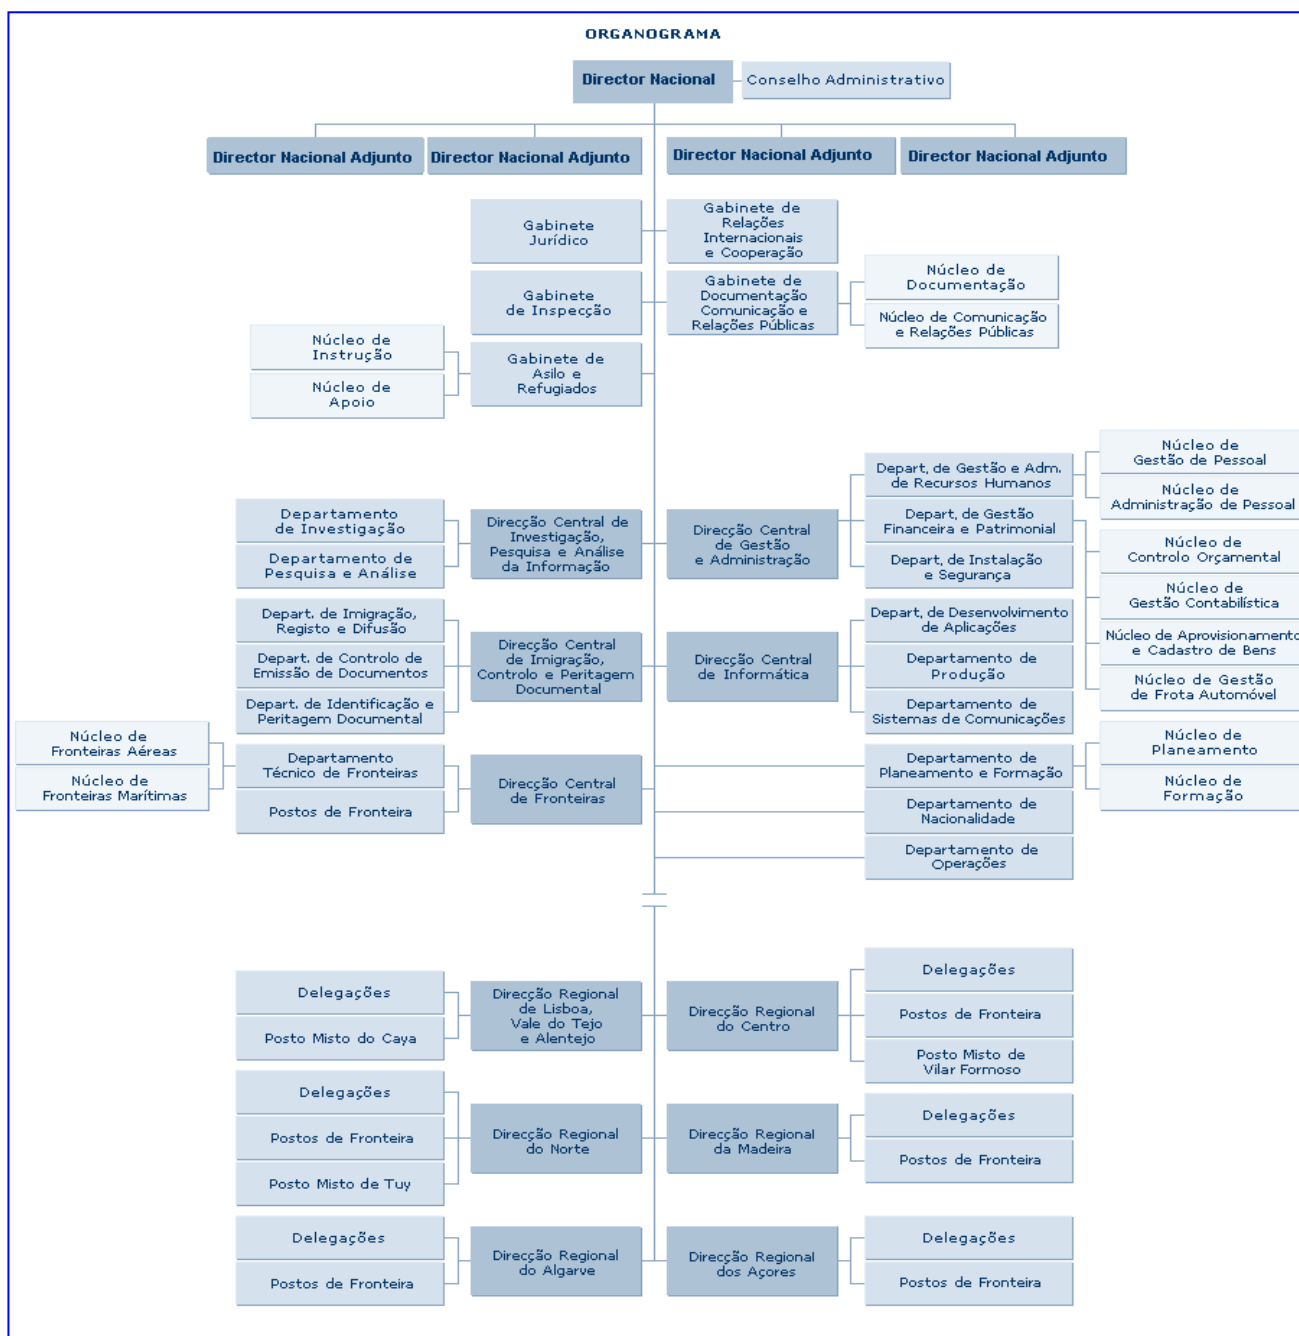 ORGANOGRAMA
Director Nacional
Conselho Administrativo
Director Nacional Adjunto
Director Nacional Adjunto
Director Nacional Adjunto
Director Nacional Adjunto
Gabinete
Jurídico
Gabinete de
Relações
Internacionais
e Cooperação
Gabinete
de Inspecção
Gabinete de
Documentação
Comunicação e
Relações Públicas
Núcleo de
Documentação
Núcleo de Comunicação
e Relações Públicas
Núcleo de
Instrução
Núcleo de
Apoio
Gabinete de
Asilo e
Refugiados
Departamento
de Investigação
Departamento de
Pesquisa e Análise
Direcção Central de
Investigação,
Pesquisa e Análise
da Informação
Direcção Central
de Gestão
e Administração
Depart. de Gestão e Adm.
de Recursos Humanos
Depart. de Gestão
Financeira e Patrimonial
Depart. de Instalação
e Segurança
Núcleo de
Gestão de Pessoal
Núcleo de
Administração de Pessoal
Núcleo de
Controlo Orçamental
Núcleo de
Gestão Contabilística
Núcleo de Aprovisionamento
e Cadastro de Bens
Núcleo de Gestão
de Frota Automóvel
Depart. de Imigração,
Registo e Difusão
Depart. de Controlo de
Emissão de Documentos
Depart. de Identificação e
Peritagem Documental
Direcção Central
de Imigração,
Controlo e Peritagem
Documental
Direcção Central
de Informática
Depart. de Desenvolvimento
de Aplicações
Departamento de
Produção
Departamento de
Sistemas de Comunicações
Núcleo de
Fronteiras Aéreas
Núcleo de
Fronteiras Marítimas
Departamento
Técnico de Fronteiras
Postos de Fronteira
Direcção Central
de Fronteiras
Departamento de
Planeamento e Formação
Núcleo de
Planeamento
Núcleo de
Formação
Departamento de
Nacionalidade
Departamento de
Operações
Delegações
Posto Misto do Caya
Direcção Regional
de Lisboa,
Vale do Tejo
e Alentejo
Direcção Regional
do Centro
Delegações
Postos de Fronteira
Posto Misto de
Vilar Formoso
Delegações
Postos de Fronteira
Posto Misto de Tuy
Direcção Regional
do Norte
Direcção Regional
da Madeira
Delegações
Postos de Fronteira
Delegações
Postos de Fronteira
Direcção Regional
do Algarve
Direcção Regional
dos Açores
Delegações
Postos de Fronteira